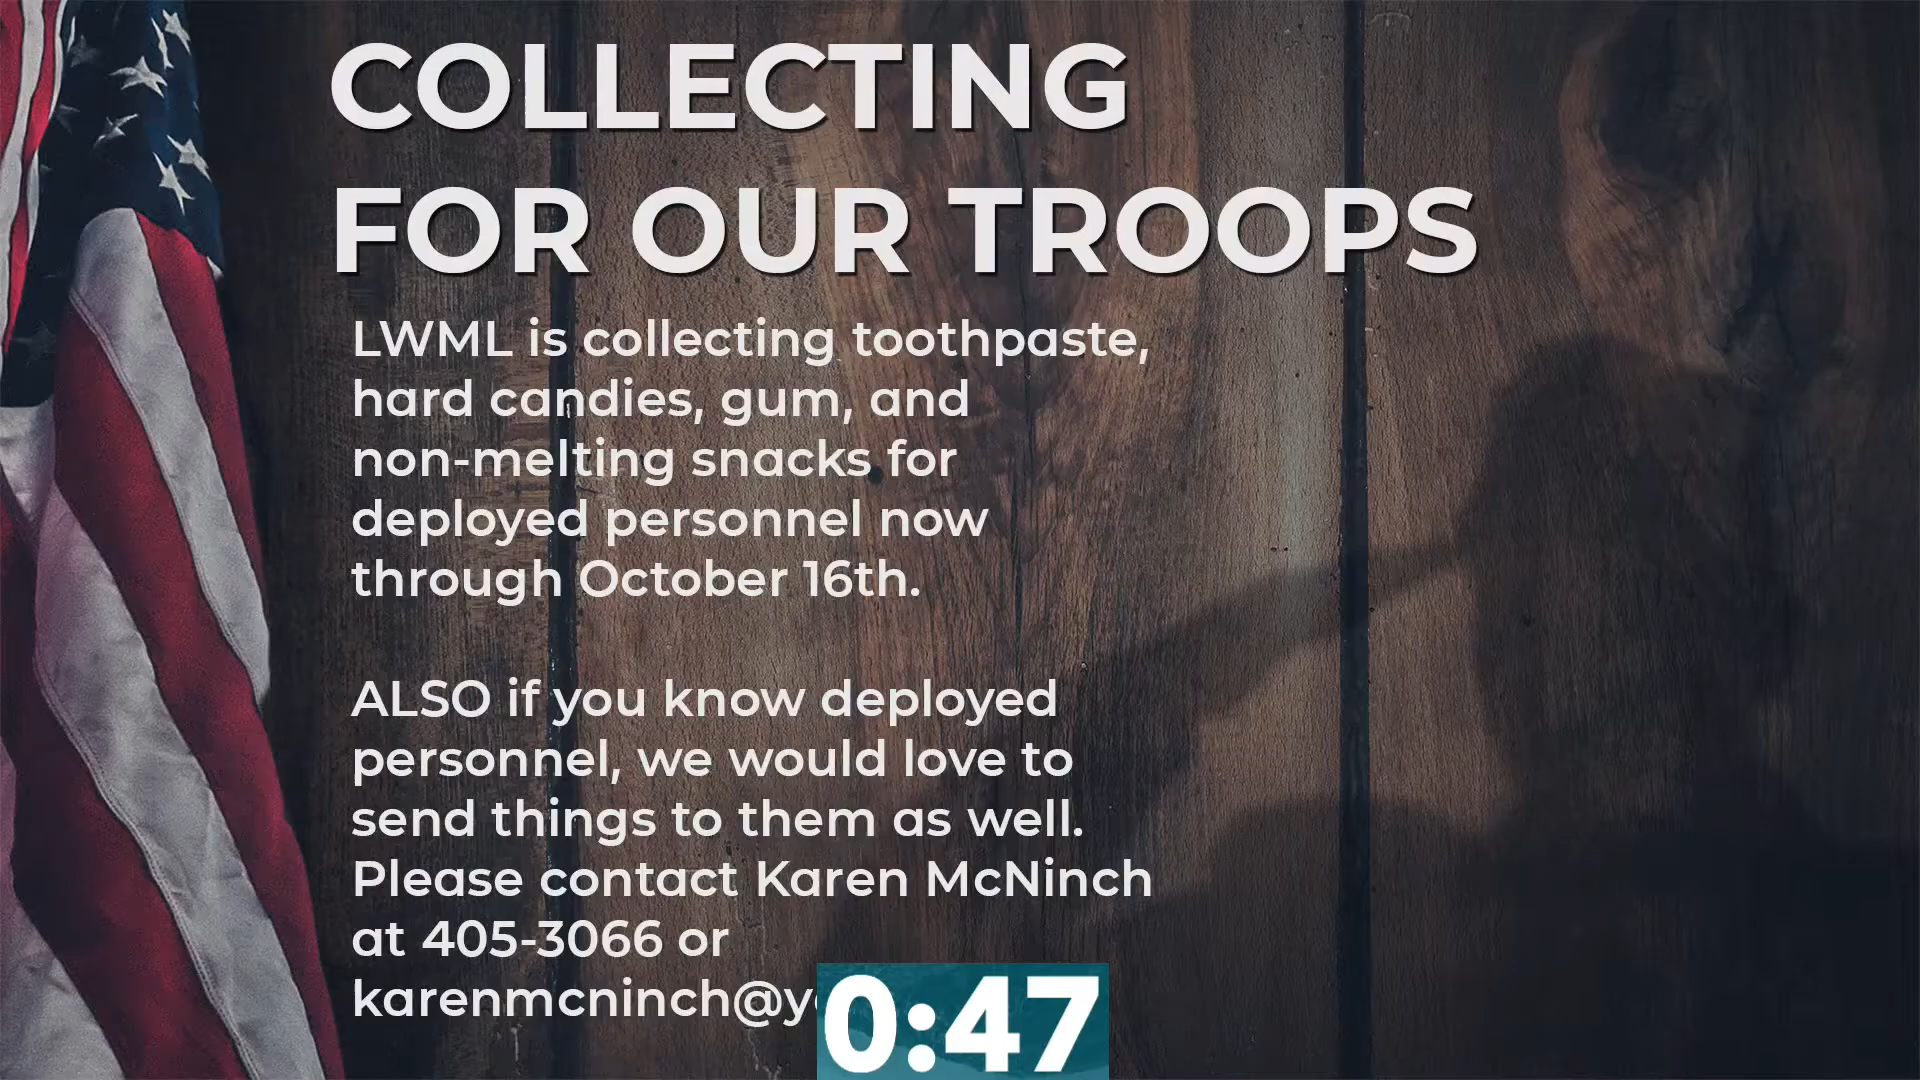 COLLECTING
FOR OUR TROOPS
LWML is collecting toothpaste,
hard candies, gum, and
non-melting snacks for
deployed personnel now
through October 16th.
ALSO if you know deployed
personnel, we would love to
send things to them as well.
Please contact Karen McNinch
at 405-3066 or
0:47